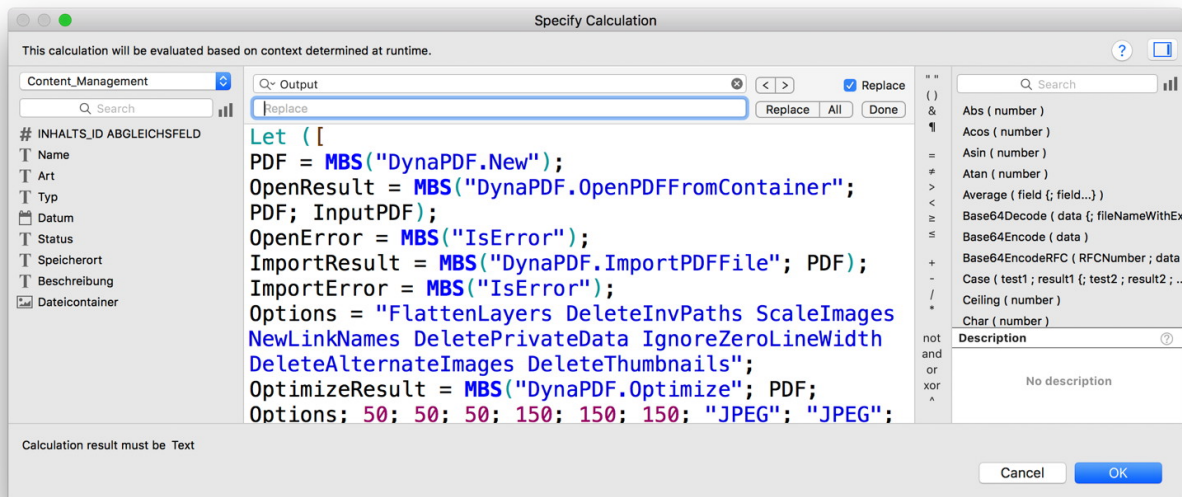 Specify Calculation
This calculation will be evaluated based on context determined at runtime.
?
Content_Management
Search
# INHALTS_ID ABGLEICHSFELD
T Name
T Art
T Typ
Datum
T Status
T Speicherort
T Beschreibung
Dateicontainer
Output
< >
Replace
Replace
Replace All Done
Let ([
PDF = MBS("DynaPDF.New");
OpenResult = MBS("DynaPDF.OpenPDFFromContainer";
PDF; InputPDF);
OpenError = MBS("IsError");
ImportResult = MBS("DynaPDF.ImportPDFFile"; PDF);
ImportError = MBS("IsError");
Options = "FlattenLayers DeleteInvPaths ScaleImages
NewLinkNames DeletePrivateData IgnoreZeroLineWidth
DeleteAlternateImages DeleteThumbnails";
OptimizeResult = MBS("DynaPDF.Optimize"; PDF;
Options; 50; 50; 50; 150; 150; 150; "JPEG"; "JPEG";
" "
( )
&
¶
=
≠
>
<
≥
≤
+
-
/
*
not
and
or
xor
^
Search
Abs ( number )
Acos ( number )
Asin ( number )
Atan ( number )
Average ( field {; field...} )
Base64Decode ( data {; fileNameWithEx
Base64Encode ( data )
Base64EncodeRFC ( RFCNumber ; data
Case ( test1 ; result1 {; test2 ; result2 ; ...
Ceiling ( number )
Char ( number )
Description ?
No description
Calculation result must be Text
Cancel OK